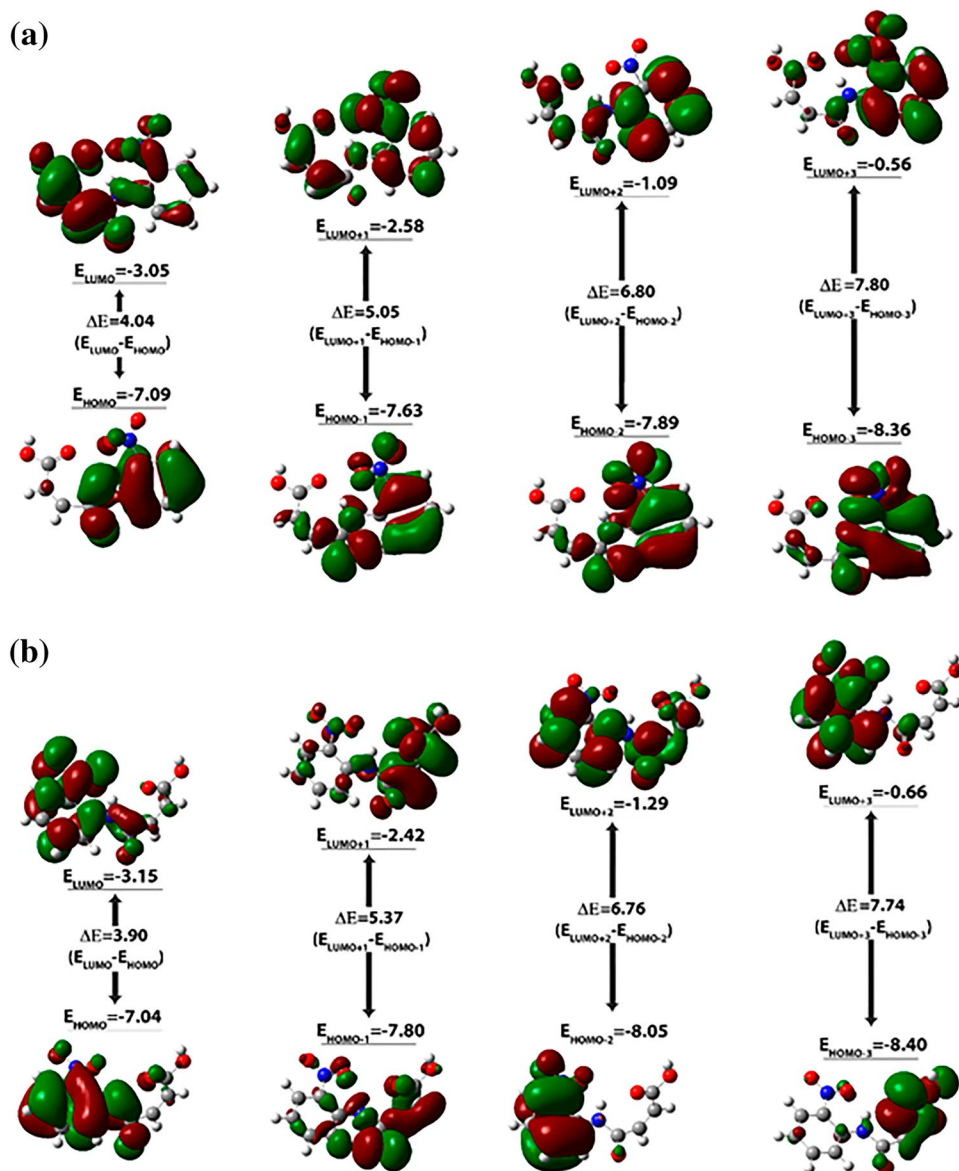 (a)
E_LUMO=-3.05
ΔE=4.04
(E_LUMO-E_HOMO)
E_HOMO=-7.09
E_LUMO+1=-2.58
ΔE=5.05
(E_LUMO+1-E_HOMO-1)
E_HOMO-1=-7.63
E_LUMO+2=-1.09
ΔE=6.80
(E_LUMO+2-E_HOMO-2)
E_HOMO-2=-7.89
E_LUMO+3=-0.56
ΔE=7.80
(E_LUMO+3-E_HOMO-3)
E_HOMO-3=-8.36
(b)
E_LUMO=-3.15
ΔE=3.90
(E_LUMO-E_HOMO)
E_HOMO=-7.04
E_LUMO+1=-2.42
ΔE=5.37
(E_LUMO+1-E_HOMO-1)
E_HOMO-1=-7.80
E_LUMO+2=-1.29
ΔE=6.76
(E_LUMO+2-E_HOMO-2)
E_HOMO-2=-8.05
E_LUMO+3=-0.66
ΔE=7.74
(E_LUMO+3-E_HOMO-3)
E_HOMO-3=-8.40